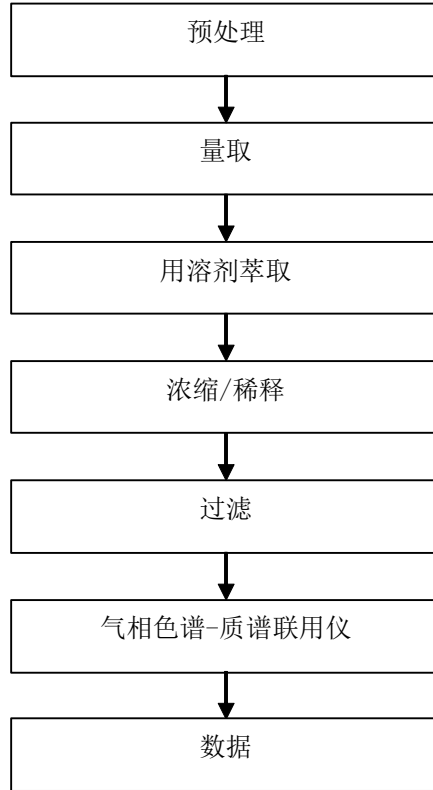 预处理
量取
用溶剂萃取
浓缩/稀释
过滤
气相色谱-质谱联用仪
数据